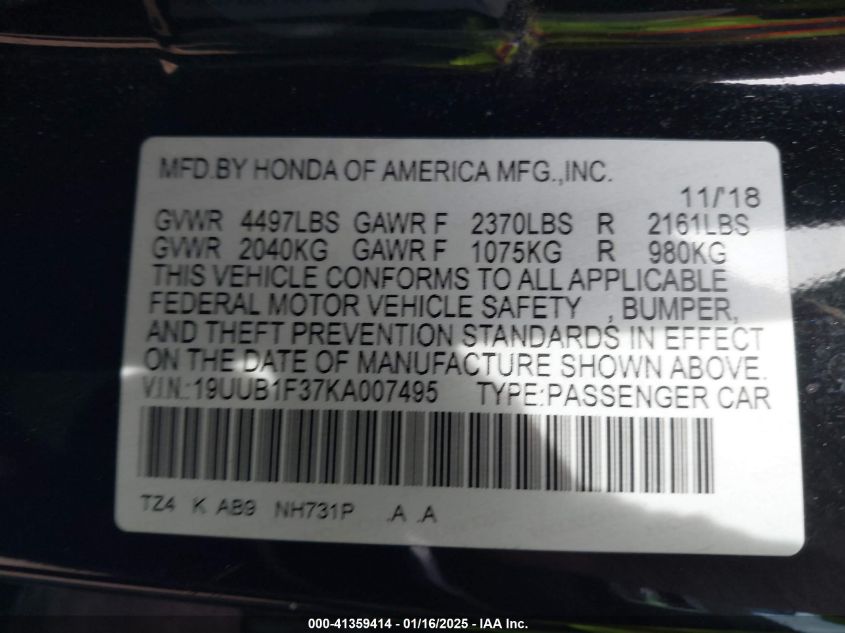 MFD.BY HONDA OF AMERICA MFG.,INC.
11/'18
GVWR 4497LBS GAWR F 2370LBS R 2161LBS
GVWR 2040KG GAWR F 1075KG R 980KG
THIS VEHICLE CONFORMS TO ALL APPLICABLE
FEDERAL MOTOR VEHICLE SAFETY , BUMPER,
AND THEFT PREVENTION STANDARDS IN EFFECT
ON THE DATE OF MANUFACTURE SHOWN ABOVE.
V.I.N.:19UUB1F37KA007495 TYPE:PASSENGER CAR
TZ4 K AB9 NH731P .A .A
000-41359414 - 01/16/2025 - IAA Inc.